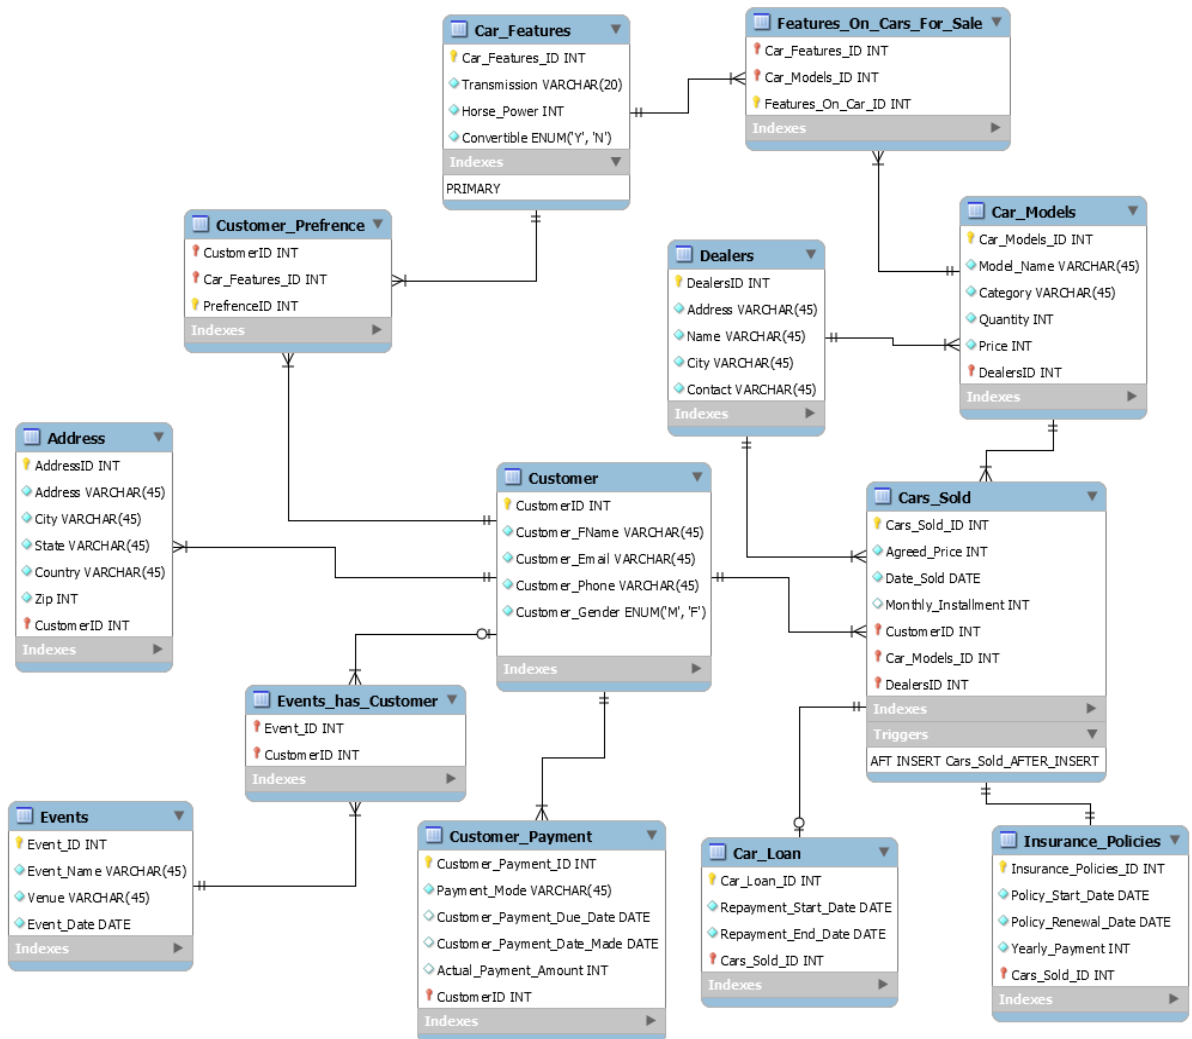 Car_Features
Car_Features_ID INT
Transmission VARCHAR(20)
Horse_Power INT
Convertible ENUM('Y', 'N')
Indexes
PRIMARY
Features_On_Cars_For_Sale
Car_Features_ID INT
Car_Models_ID INT
Features_On_Car_ID INT
Indexes
Customer_Prefrence
CustomerID INT
Car_Features_ID INT
PrefrenceID INT
Indexes
Dealers
DealersID INT
Address VARCHAR(45)
Name VARCHAR(45)
City VARCHAR(45)
Contact VARCHAR(45)
Indexes
Car_Models
Car_Models_ID INT
Model_Name VARCHAR(45)
Category VARCHAR(45)
Quantity INT
Price INT
DealersID INT
Indexes
Address
AddressID INT
Address VARCHAR(45)
City VARCHAR(45)
State VARCHAR(45)
Country VARCHAR(45)
Zip INT
CustomerID INT
Indexes
Customer
CustomerID INT
Customer_FName VARCHAR(45)
Customer_Email VARCHAR(45)
Customer_Phone VARCHAR(45)
Customer_Gender ENUM('M', 'F')
Indexes
Cars_Sold
Cars_Sold_ID INT
Agreed_Price INT
Date_Sold DATE
Monthly_Installment INT
CustomerID INT
Car_Models_ID INT
DealersID INT
Indexes
Triggers
AFT INSERT Cars_Sold_AFTER_INSERT
Events_has_Customer
Event_ID INT
CustomerID INT
Indexes
Events
Event_ID INT
Event_Name VARCHAR(45)
Venue VARCHAR(45)
Event_Date DATE
Indexes
Customer_Payment
Customer_Payment_ID INT
Payment_Mode VARCHAR(45)
Customer_Payment_Due_Date DATE
Customer_Payment_Date_Made DATE
Actual_Payment_Amount INT
CustomerID INT
Indexes
Car_Loan
Car_Loan_ID INT
Repayment_Start_Date DATE
Repayment_End_Date DATE
Cars_Sold_ID INT
Indexes
Insurance_Policies
Insurance_Policies_ID INT
Policy_Start_Date DATE
Policy_Renewal_Date DATE
Yearly_Payment INT
Cars_Sold_ID INT
Indexes